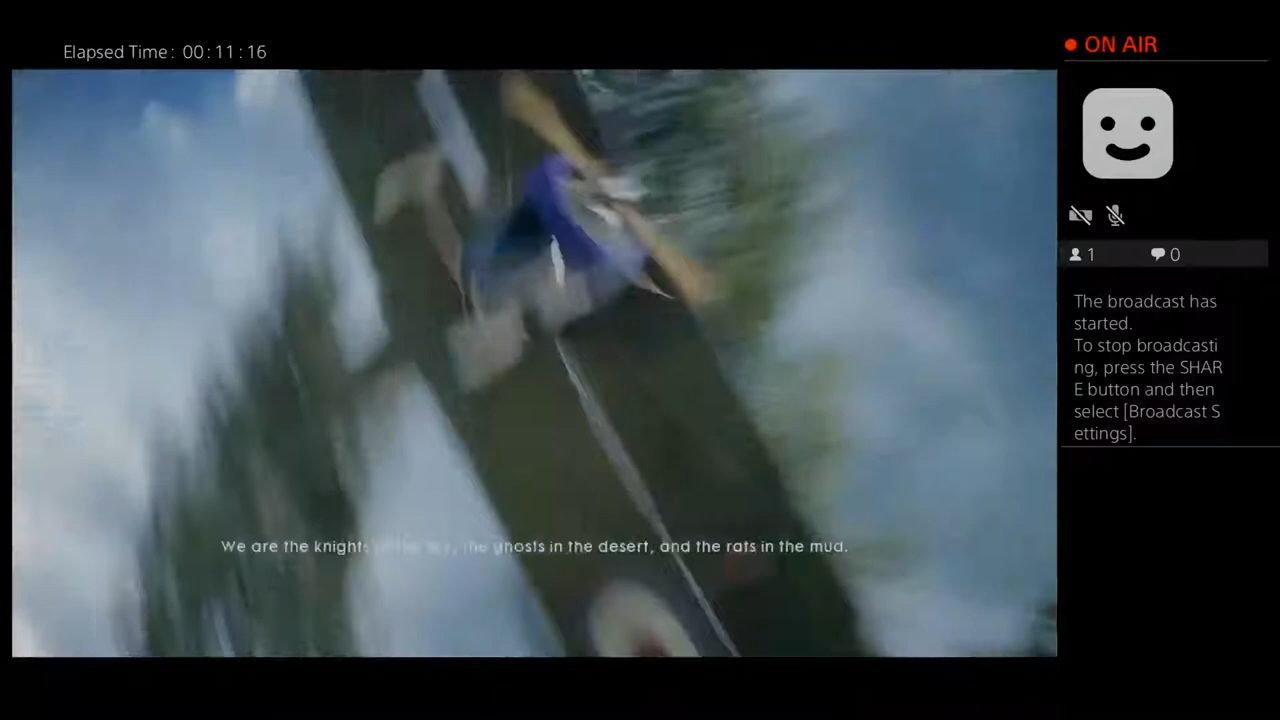 Elapsed Time: 00:11:16
ON AIR
1
0
The broadcast has
started.
To stop broadcasti
ng, press the SHAR
E button and then
select [Broadcast S
ettings].
We are the knights the ghosts in the desert, and the rats in the mud.